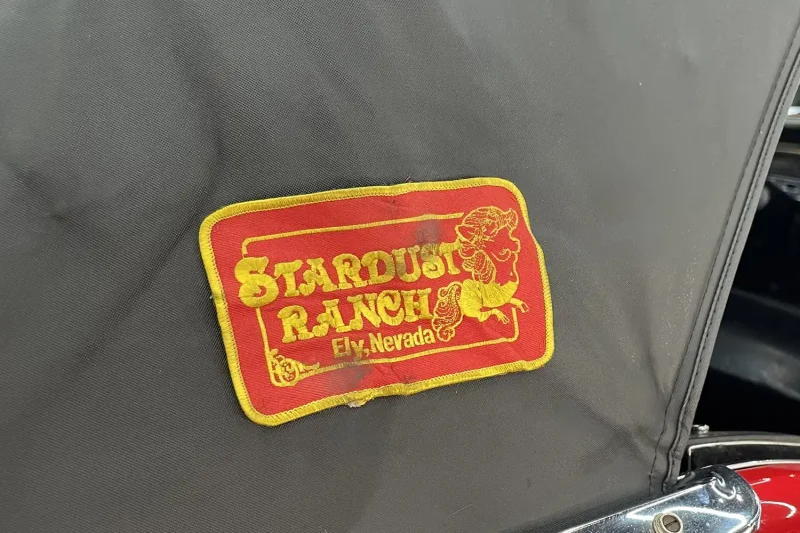 STARDUST
RANCH
Ely, Nevada